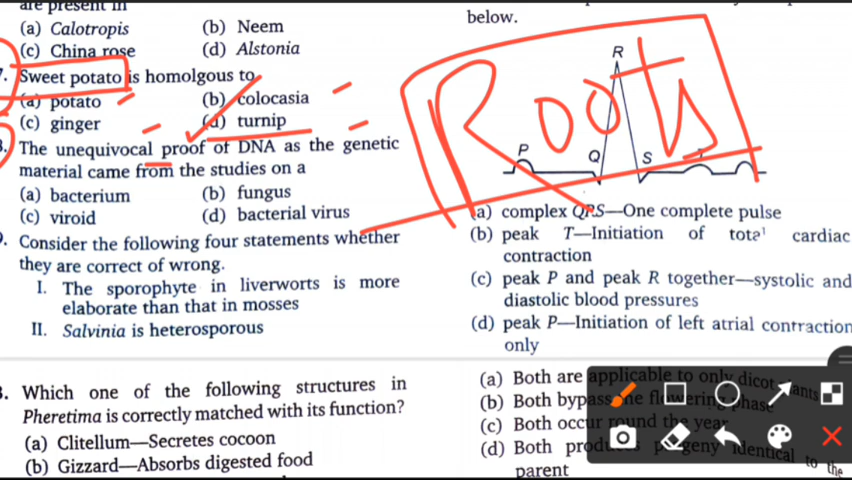 are present in
(a) Calotropis (b) Neem
(c) China rose (d) Alstonia
7. Sweet potato is homolgous to
(a) potato (b) colocasia
(c) ginger (d) turnip
The unequivocal proof of DNA as the genetic
material came from the studies on a
(a) bacterium (b) fungus
(c) viroid (d) bacterial virus
9. Consider the following four statements whether
they are correct of wrong.
I. The sporophyte in liverworts is more
elaborate than that in mosses
II. Salvinia is heterosporous
Which one of the following structures in
Pheretima is correctly matched with its function?
(a) Clitellum—Secretes cocoon
(b) Gizzard—Absorbs digested food
below.
Roots
R
P
Q
S
(a) complex QRS—One complete pulse
(b) peak T—Initiation of total cardiac
contraction
(c) peak P and peak R together—systolic and
diastolic blood pressures
(d) peak P—Initiation of left atrial contraction
only
(a) Both are applicable to only dicot plants
(b) Both bypass the flowering phase
(c) Both occur round the year
(d) Both produce progeny identical to the
parent